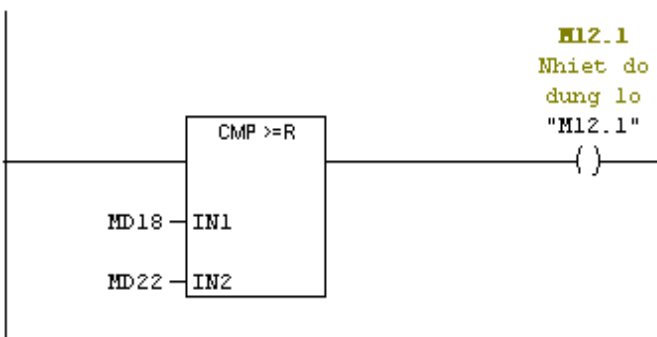 M12.1
Nhiet do
dung lo
"M12.1"
CMP >=R
( )
MD18 IN1
MD22 IN2